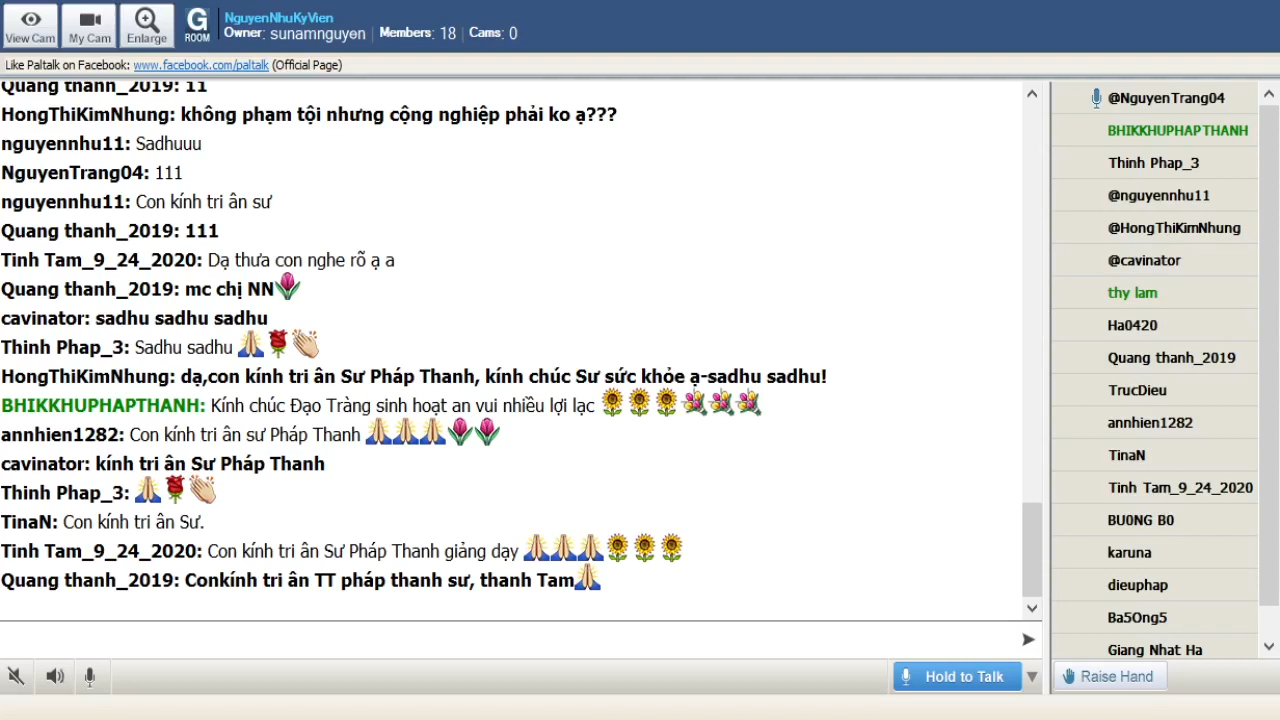 View Cam
My Cam
Enlarge
G
ROOM
NguyenNhuKyVien
Owner: sunamnguyen | Members: 18 | Cams: 0
Like Paltalk on Facebook: www.facebook.com/paltalk (Official Page)
Quang thanh_2019: 11
HongThiKimNhung: không phạm tội nhưng cộng nghiệp phải ko ạ???
nguyennhu11: Sadhuuu
NguyenTrang04: 111
nguyennhu11: Con kính tri ân sư
Quang thanh_2019: 111
Tinh Tam_9_24_2020: Dạ thưa con nghe rõ ạ a
Quang thanh_2019: mc chị NN
cavinator: sadhu sadhu sadhu
Thinh Phap_3: Sadhu sadhu
HongThiKimNhung: dạ,con kính tri ân Sư Pháp Thanh, kính chúc Sư sức khỏe ạ-sadhu sadhu!
BHIKKHUPHAPTHANH: Kính chúc Đạo Tràng sinh hoạt an vui nhiều lợi lạc
annhien1282: Con kính tri ân sư Pháp Thanh
cavinator: kính tri ân Sư Pháp Thanh
Thinh Phap_3:
TinaN: Con kính tri ân Sư.
Tinh Tam_9_24_2020: Con kính tri ân Sư Pháp Thanh giảng dạy
Quang thanh_2019: Conkính tri ân TT pháp thanh sư, thanh Tam
Hold to Talk
@NguyenTrang04
BHIKKHUPHAPTHANH
Thinh Phap_3
@nguyennhu11
@HongThiKimNhung
@cavinator
thy lam
Ha0420
Quang thanh_2019
TrucDieu
annhien1282
TinaN
Tinh Tam_9_24_2020
BU0NG B0
karuna
dieuphap
Ba5Ong5
Giang Nhat Ha
Raise Hand